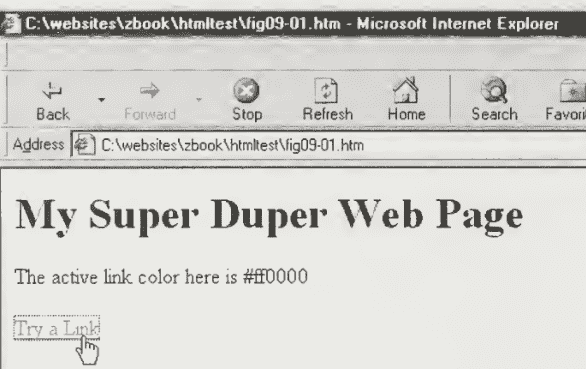 C:\websites\zbook\htmltest\fig09-01.htm - Microsoft Internet Explorer
Back Forward Stop Refresh Home Search
Address C:\websites\zbook\htmltest\fig09-01.htm
My Super Duper Web Page
The active link color here is #ff0000
Try a Link